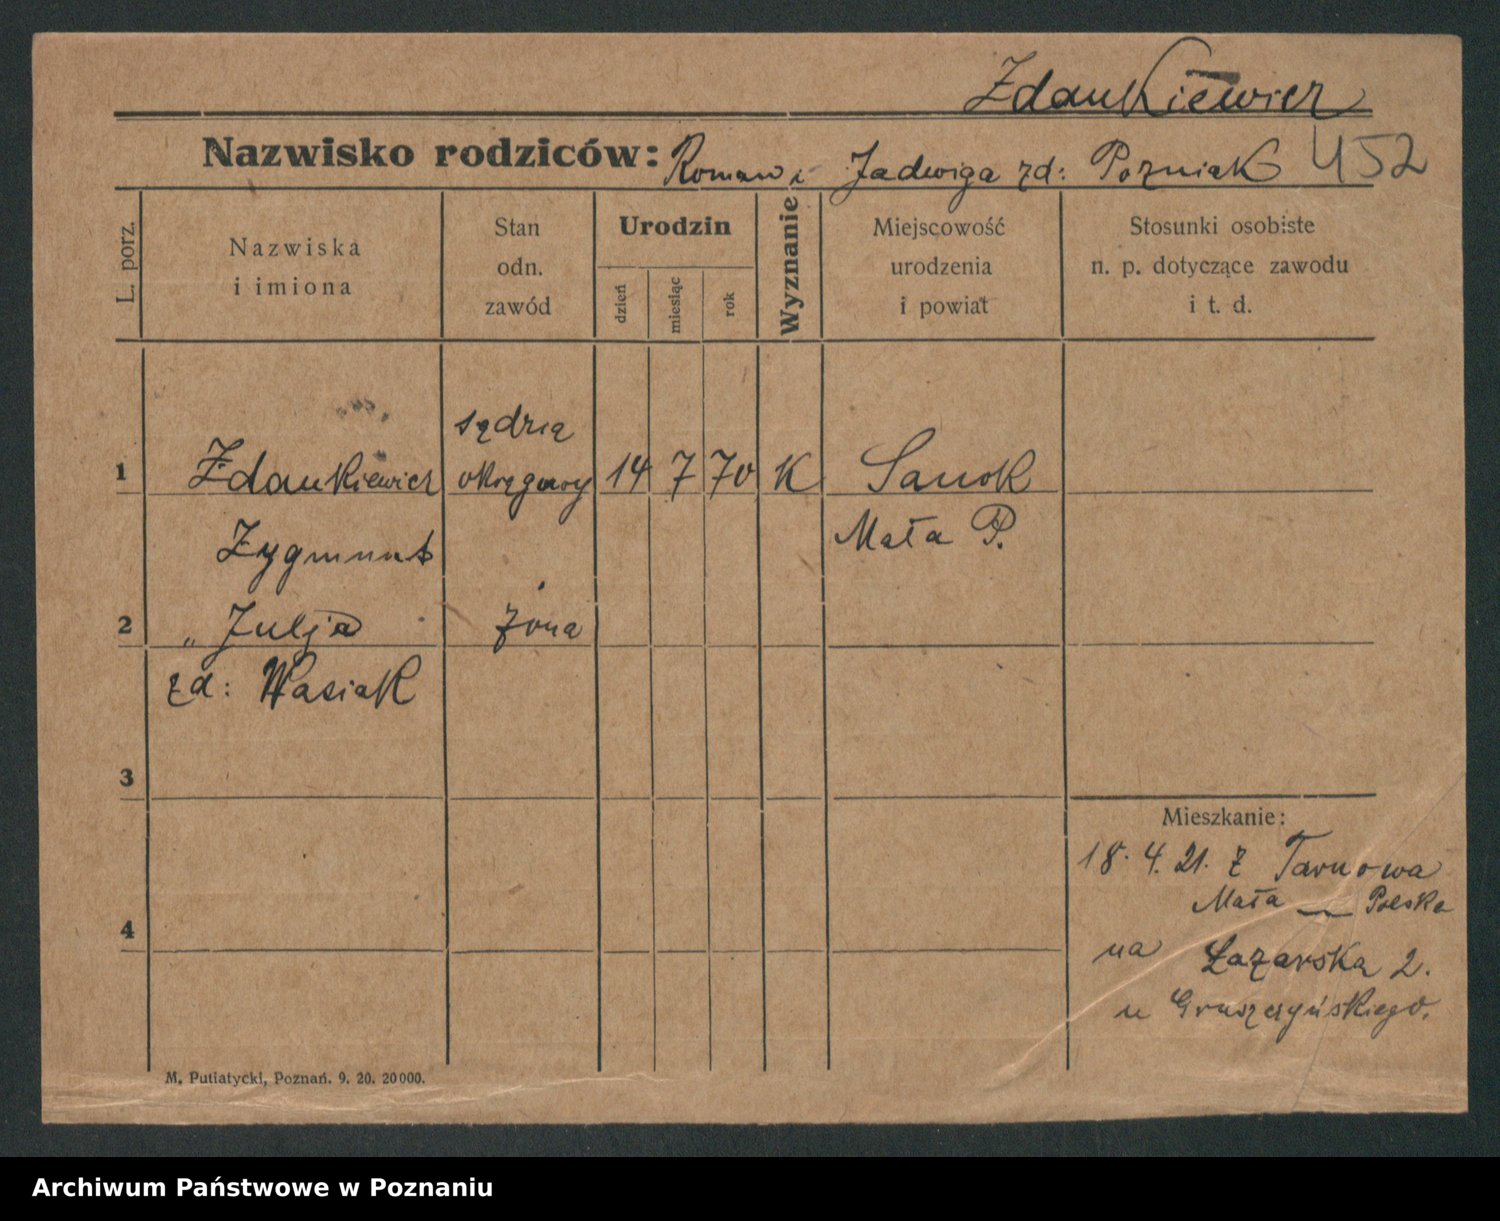 Zdankiewicz
Nazwisko rodziców: Roman i Jadwiga zd: Pozniak 452
L. porz.
Nazwiska i imiona
Stan odn. zawód
Urodzin
dzień
miesiąc
rok
Wyznanie
Miejscowość urodzenia i powiat
Stosunki osobiste n. p. dotyczące zawodu i t. d.
sędzia
1 Zdankiewicz okręgowy 14 7 70 K Sanok
Zygmunt Mała P.
2 „ Julja żona
zd: Wasiak
3
Mieszkanie:
18. 4. 21. z Tarnowa
Mała — Polska
4
na Łazarska 2.
u Gruszczyńskiego.
M. Putiatycki, Poznań. 9. 20. 20000.
Archiwum Państwowe w Poznaniu